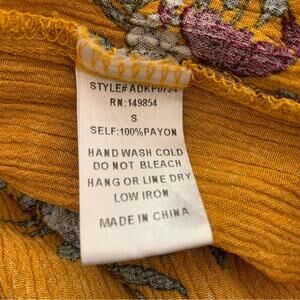 STYLE# ADKP0724
RN: 149854
S
SELF:100%PAYON
HAND WASH COLD
DO NOT BLEACH
HANG OR LINE DRY
LOW IRON
MADE IN CHINA